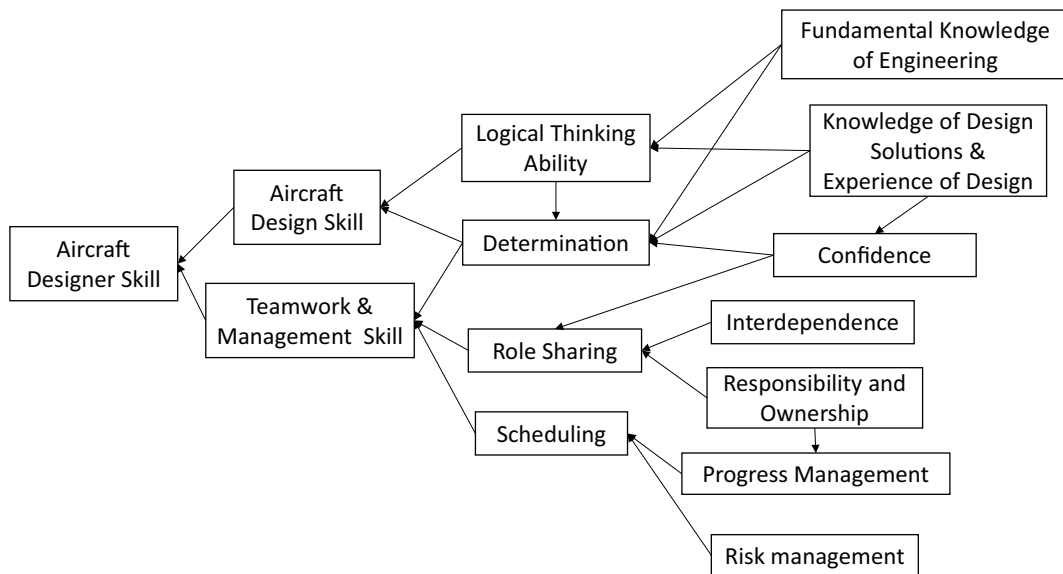 Fundamental Knowledge
of Engineering
Knowledge of Design
Solutions &
Experience of Design
Logical Thinking
Ability
Aircraft
Design Skill
Determination
Confidence
Aircraft
Designer Skill
Teamwork &
Management Skill
Interdependence
Role Sharing
Responsibility and
Ownership
Scheduling
Progress Management
Risk management